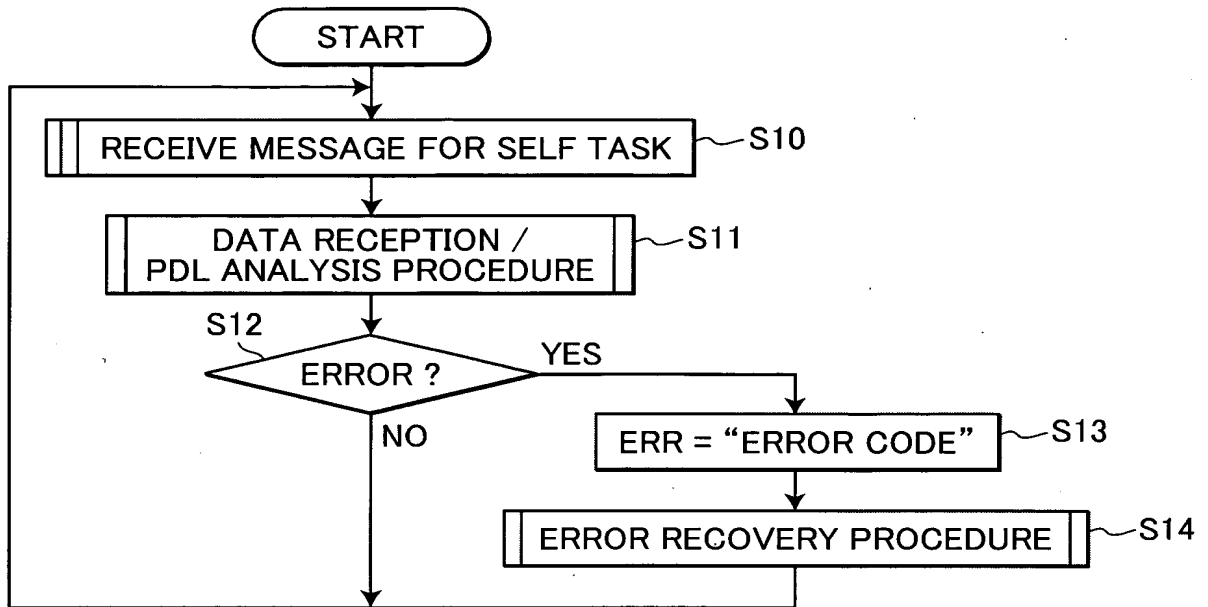 START
RECEIVE MESSAGE FOR SELF TASK
S10
DATA RECEPTION /
PDL ANALYSIS PROCEDURE
S11
S12
ERROR ?
YES
NO
ERR = “ERROR CODE”
S13
ERROR RECOVERY PROCEDURE
S14